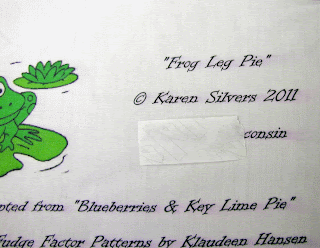 "Frog Leg Pie"
© Karen Silvers 2011
consin
pted from "Blueberries & Key Lime Pie"
Fudge Factor Patterns by Klaudeen Hansen